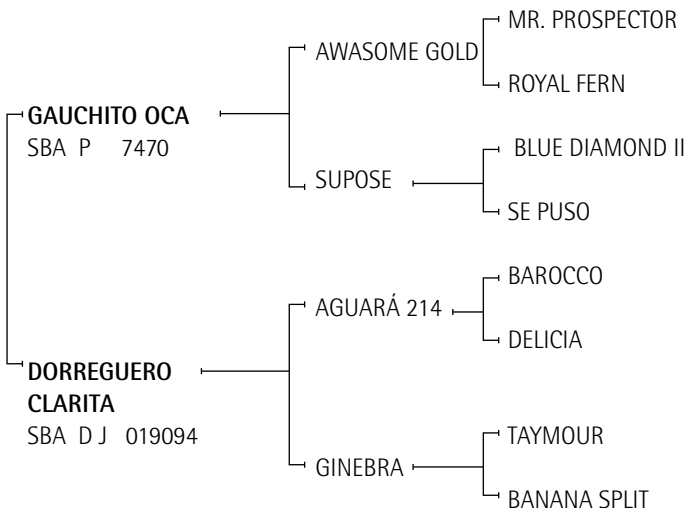 MR. PROSPECTOR
AWASOME GOLD
ROYAL FERN
GAUCHITO OCA
SBA P 7470
BLUE DIAMOND II
SUPOSE
SE PUSO
BAROCCO
AGUARÁ 214
DELICIA
DORREGUERO
CLARITA
SBA D J 019094
TAYMOUR
GINEBRA
BANANA SPLIT